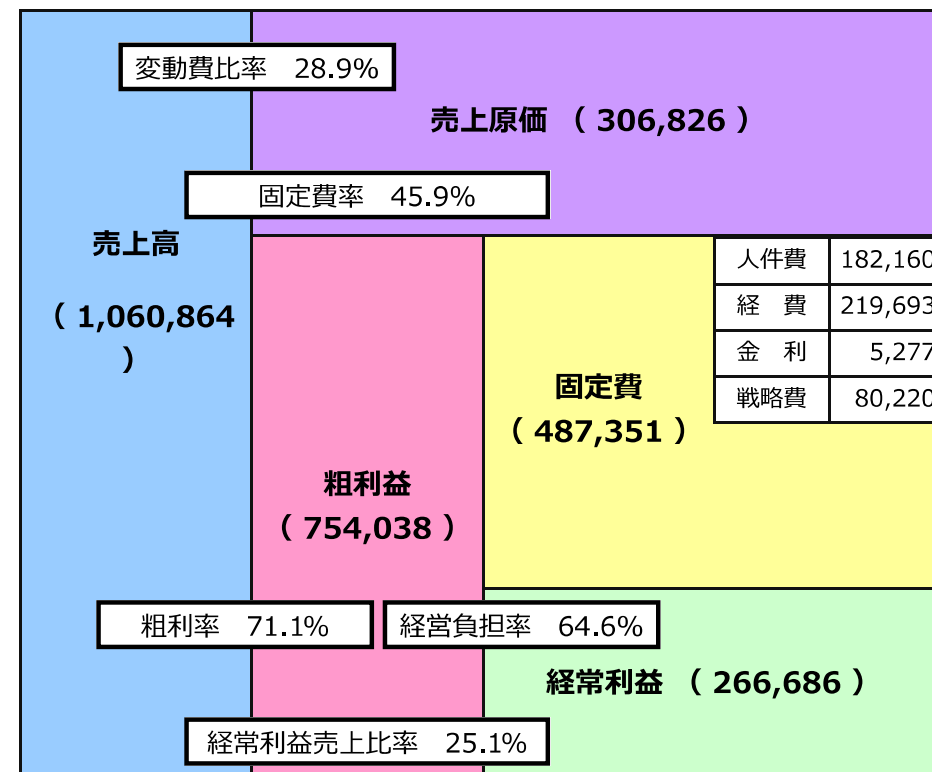 変動費比率　28.9%
売上原価 （ 306,826 ）
固定費率　45.9%
売上高
（ 1,060,864
）
人件費 182,160
経　費 219,693
金　利 5,277
戦略費 80,220
固定費
（ 487,351 ）
粗利益
（ 754,038 ）
粗利率　71.1%
経営負担率　64.6%
経常利益 （ 266,686 ）
経常利益売上比率　25.1%